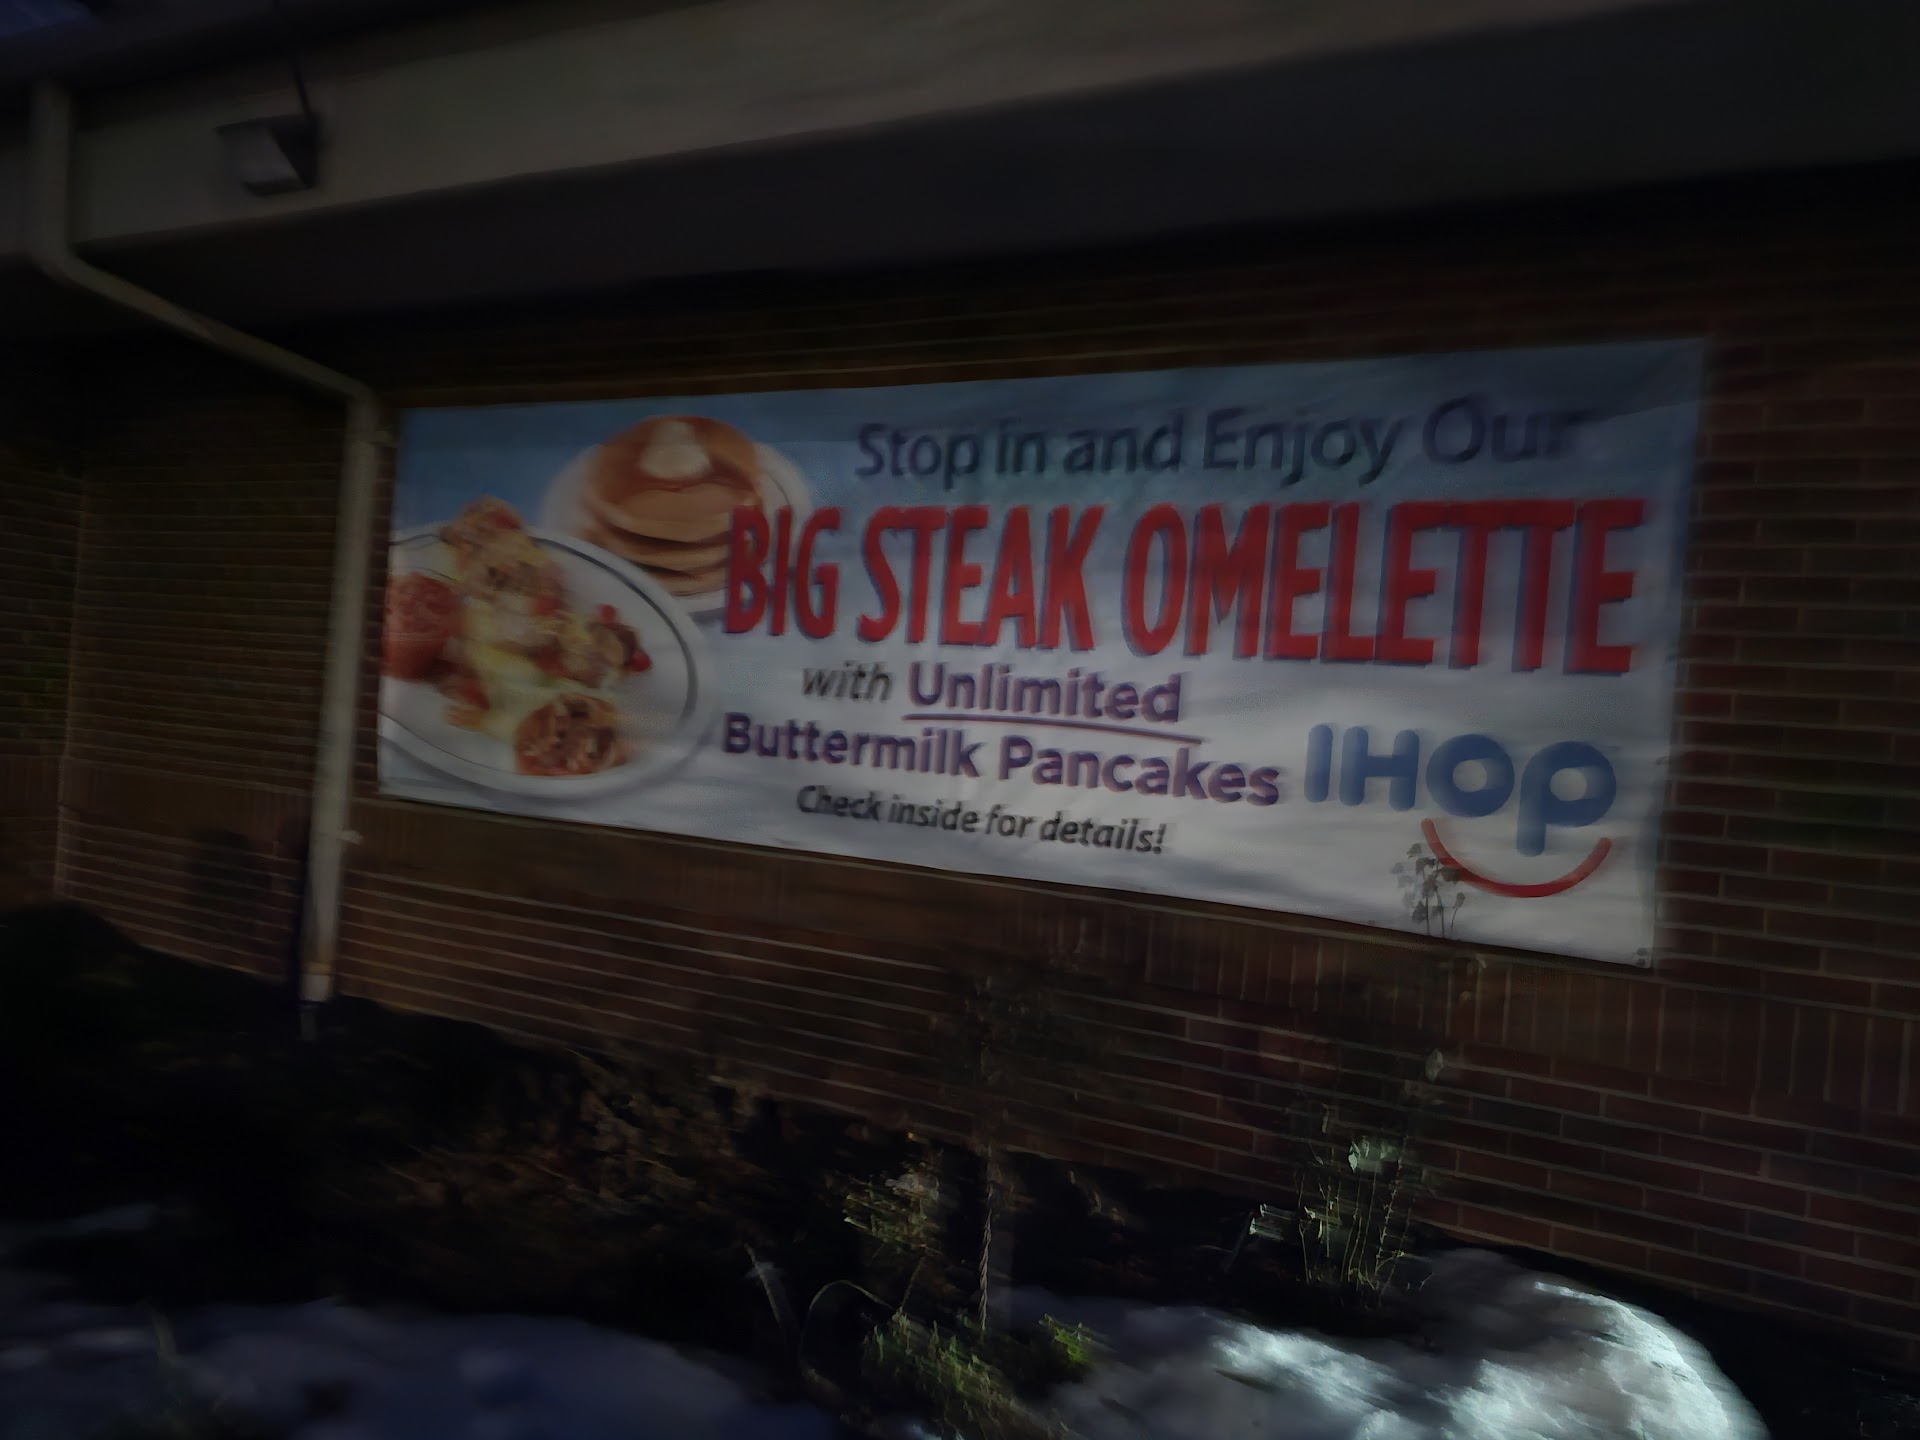 Stop in and Enjoy Our
BIG STEAK OMELETTE
with Unlimited
Buttermilk Pancakes
Check inside for details!
IHOP